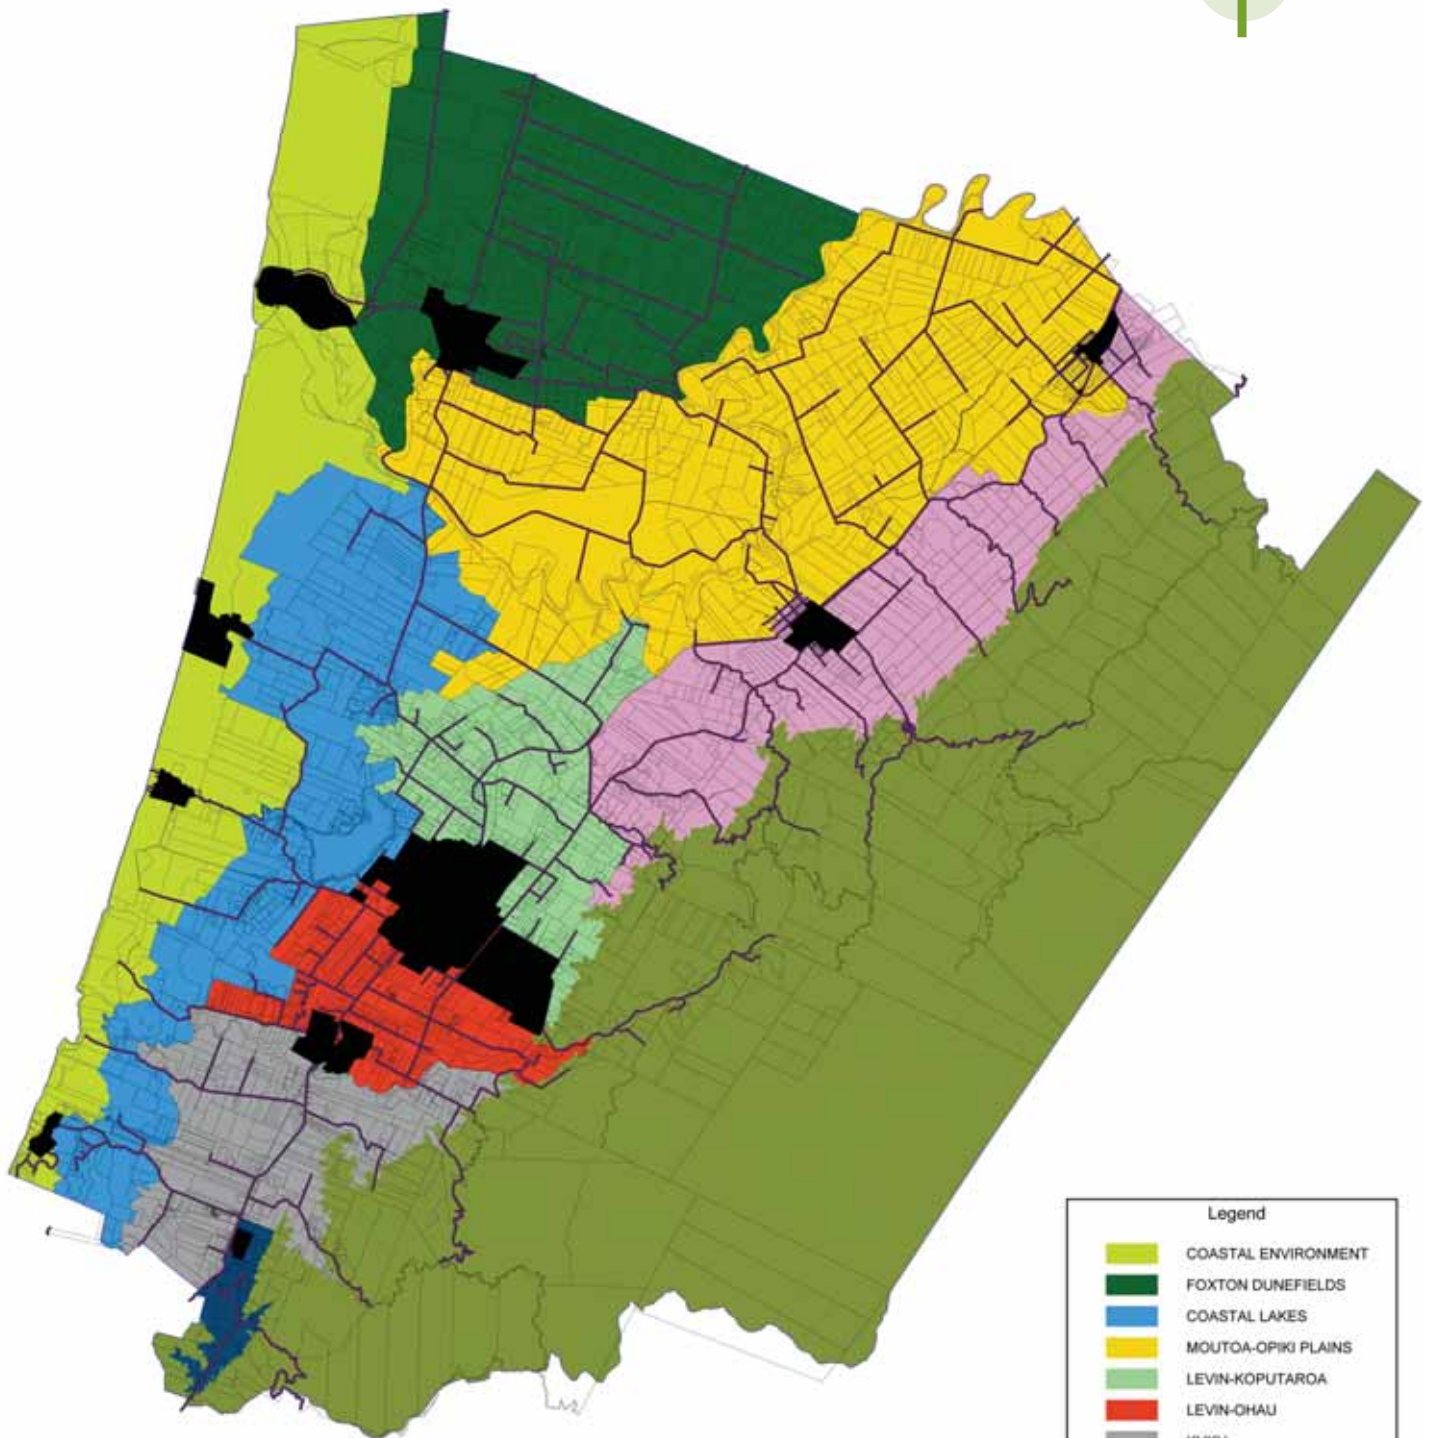 Legend
COASTAL ENVIRONMENT
FOXTON DUNEFIELDS
COASTAL LAKES
MOUTOA-OPIKI PLAINS
LEVIN-KOPUTAROA
LEVIN-OHAU